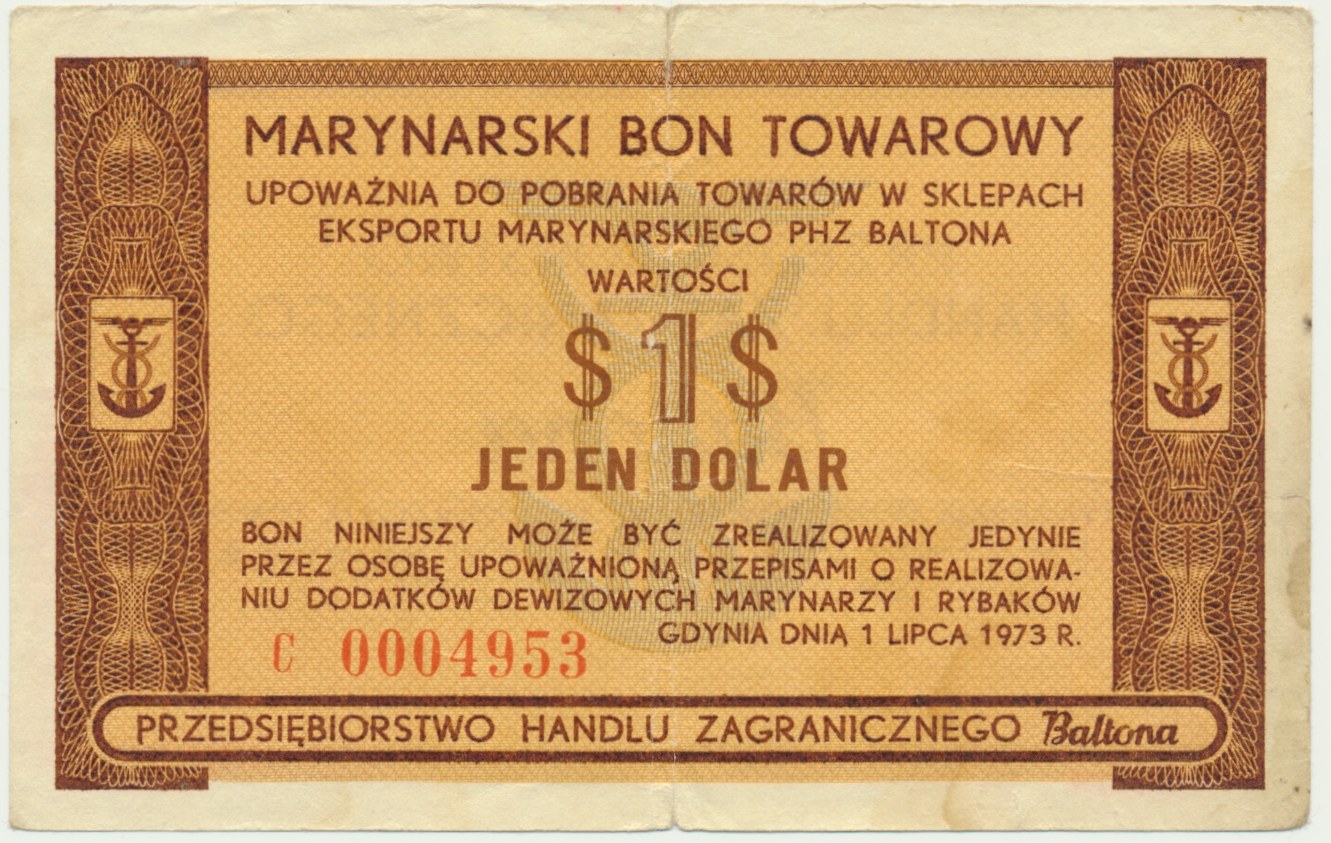 MARYNARSKI BON TOWAROWY
UPOWAŻNIA DO POBRANIA TOWARÓW W SKLEPACH
EKSPORTU MARYNARSKIEGO PHZ BALTONA
WARTOŚCI
$ 1 $
JEDEN DOLAR
BON NINIEJSZY MOŻE BYĆ ZREALIZOWANY JEDYNIE
PRZEZ OSOBĘ UPOWAŻNIONĄ PRZEPISAMI O REALIZOWA-
NIU DODATKÓW DEWIZOWYCH MARYNARZY I RYBAKÓW
GDYNIA DNIA 1 LIPCA 1973 R.
C 0004953
PRZEDSIĘBIORSTWO HANDLU ZAGRANICZNEGO Baltona